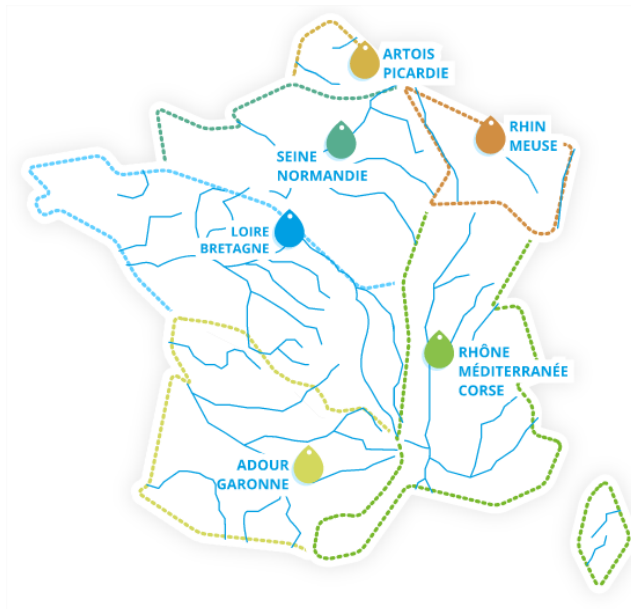 ARTOIS
PICARDIE
RHIN
MEUSE
SEINE
NORMANDIE
LOIRE
BRETAGNE
RHÔNE
MÉDITERRANÉE
CORSE
ADOUR
GARONNE